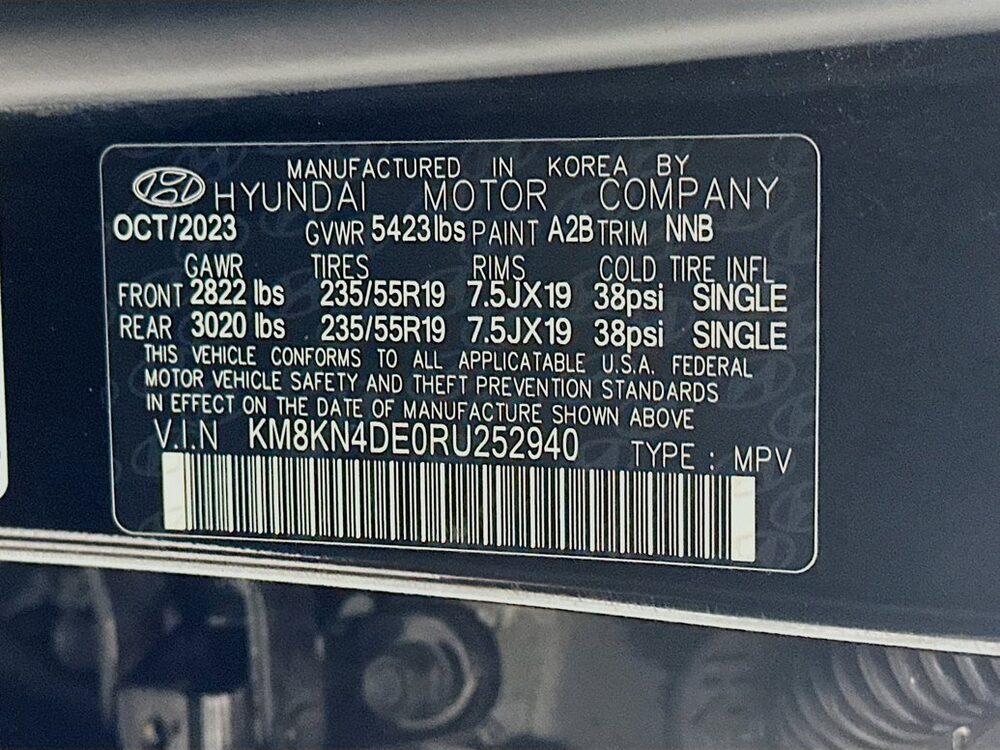 MANUFACTURED IN KOREA BY
HYUNDAI MOTOR COMPANY
OCT/2023 GVWR 5423 lbs PAINT A2B TRIM NNB
GAWR TIRES RIMS COLD TIRE INFL
FRONT 2822 lbs 235/55R19 7.5JX19 38psi SINGLE
REAR 3020 lbs 235/55R19 7.5JX19 38psi SINGLE
THIS VEHICLE CONFORMS TO ALL APPLICATABLE U.S.A. FEDERAL
MOTOR VEHICLE SAFETY AND THEFT PREVENTION STANDARDS
IN EFFECT ON THE DATE OF MANUFACTURE SHOWN ABOVE
V.I.N KM8KN4DE0RU252940 TYPE : MPV